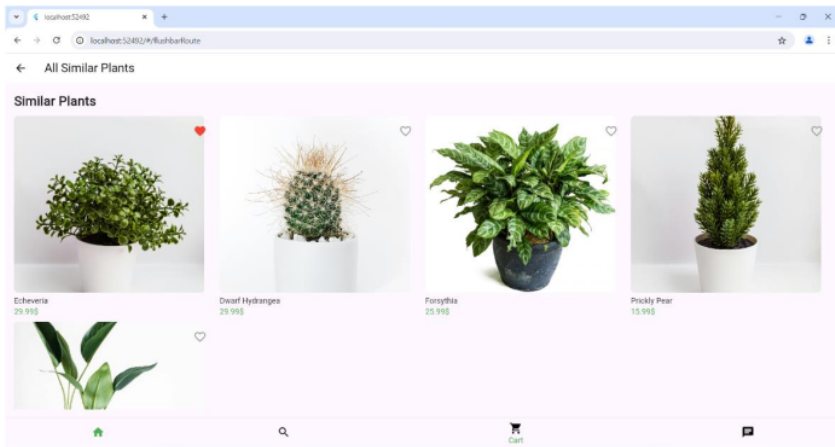 localhost:52492
localhost:52492/#/flushbarRoute
All Similar Plants
Similar Plants
Echeveria
29.99$
Dwarf Hydrangea
29.99$
Forsythia
25.99$
Prickly Pear
15.99$
Cart